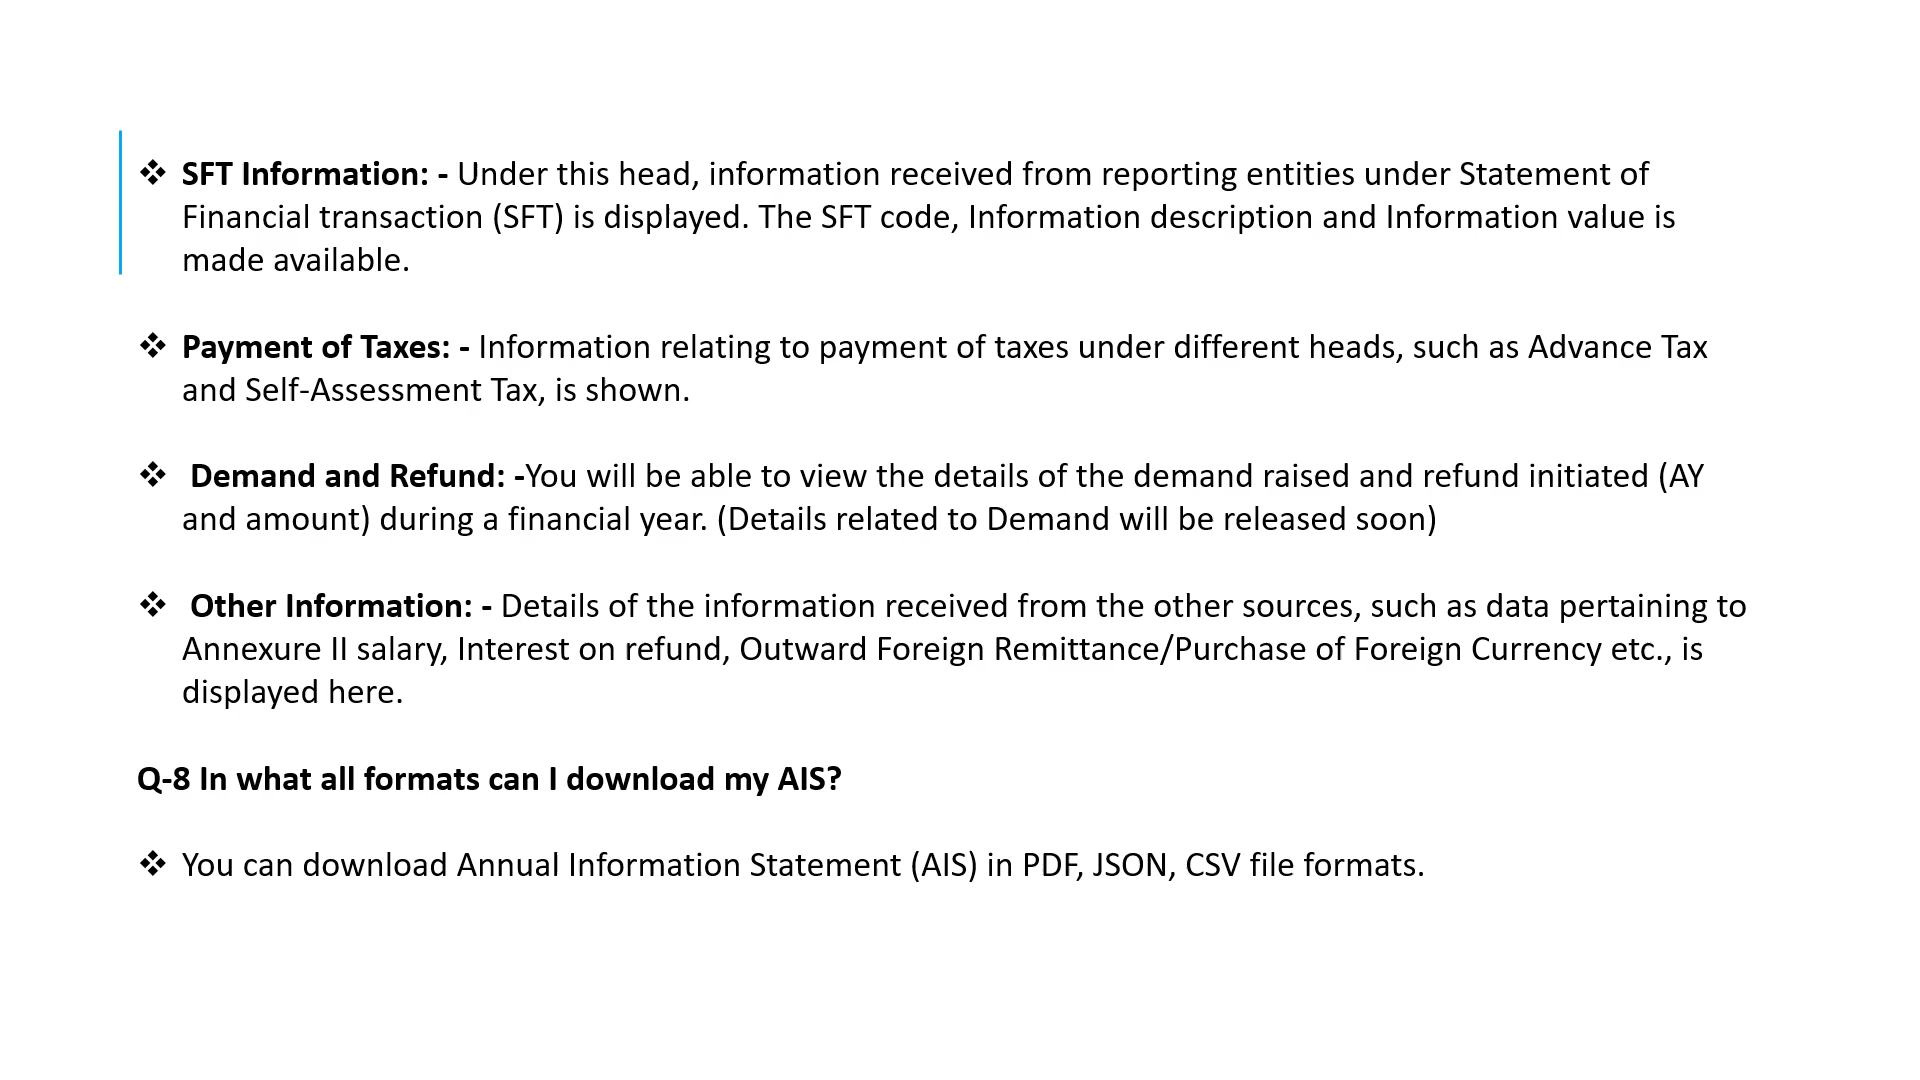 ❖ SFT Information: - Under this head, information received from reporting entities under Statement of
Financial transaction (SFT) is displayed. The SFT code, Information description and Information value is
made available.
❖ Payment of Taxes: - Information relating to payment of taxes under different heads, such as Advance Tax
and Self-Assessment Tax, is shown.
❖ Demand and Refund: -You will be able to view the details of the demand raised and refund initiated (AY
and amount) during a financial year. (Details related to Demand will be released soon)
❖ Other Information: - Details of the information received from the other sources, such as data pertaining to
Annexure II salary, Interest on refund, Outward Foreign Remittance/Purchase of Foreign Currency etc., is
displayed here.
Q-8 In what all formats can I download my AIS?
❖ You can download Annual Information Statement (AIS) in PDF, JSON, CSV file formats.